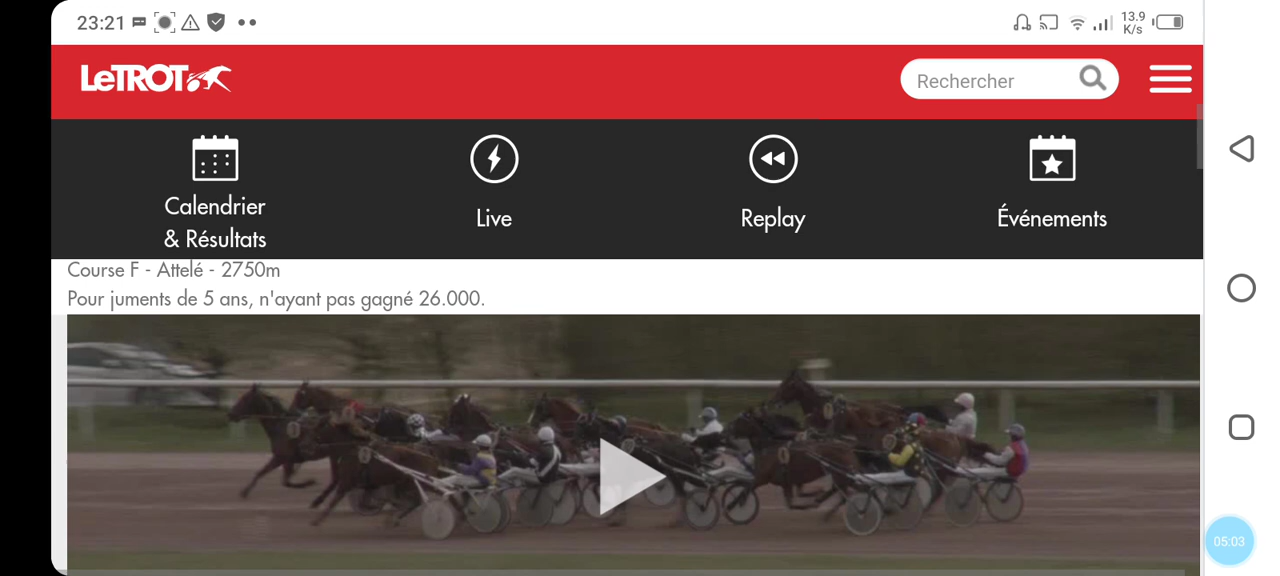 23:21
13.9
K/s
LeTROT
Rechercher
Calendrier
& Résultats
Live
Replay
Événements
Course F - Attelé - 2750m
Pour juments de 5 ans, n'ayant pas gagné 26.000.
05:03